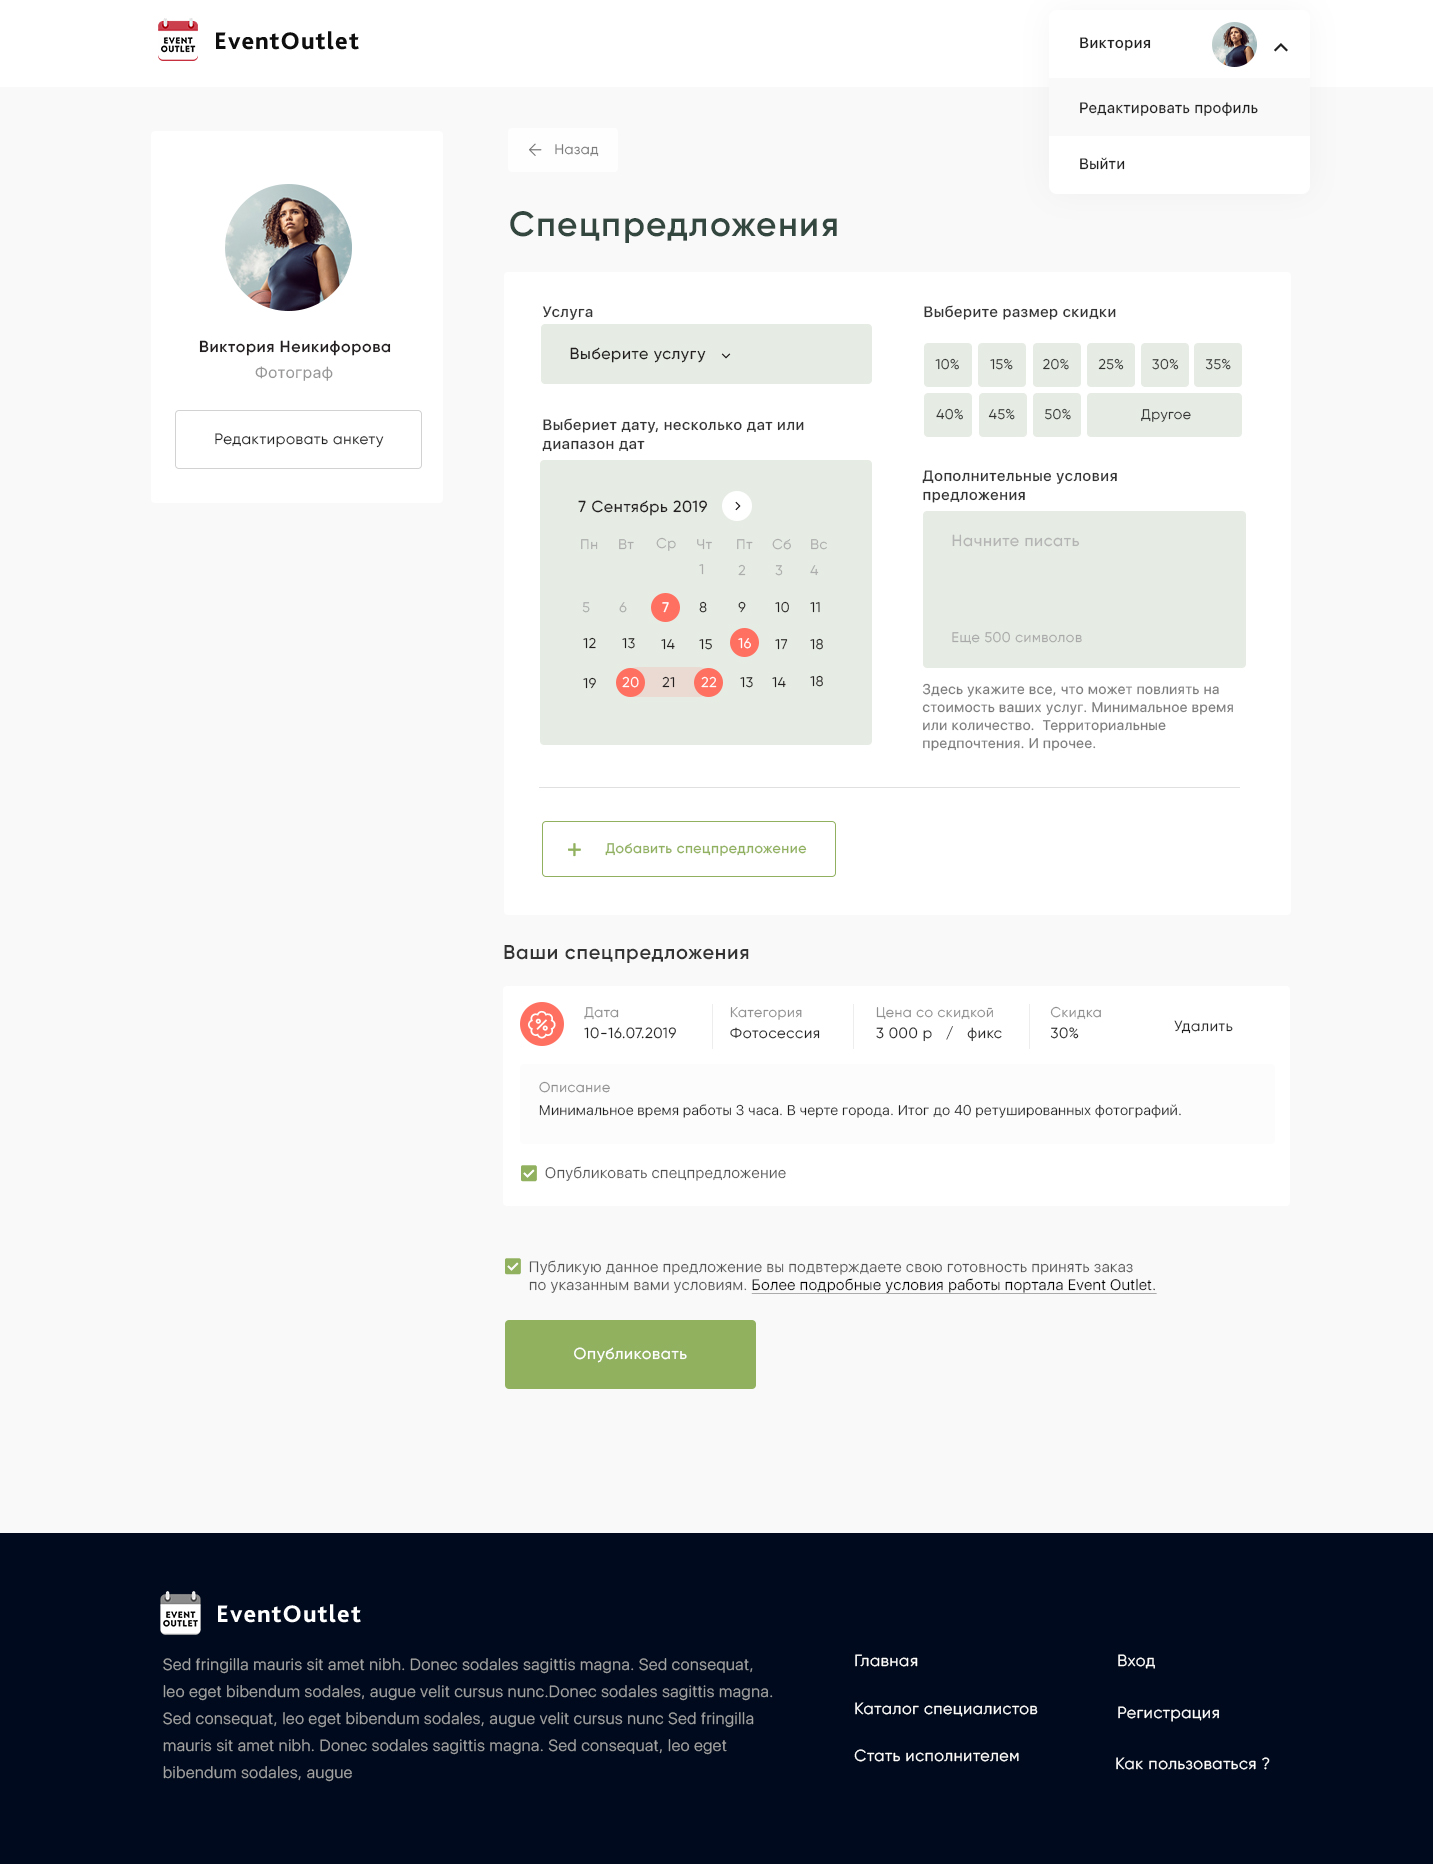 EVENT
OUTLET
EventOutlet
Виктория
Редактировать профиль
Выйти
Виктория Неикифорова
Фотограф
Редактировать анкету
Назад
Спецпредложения
Услуга
Выберите услугу
Выбериет дату, несколько дат или
диапазон дат
7 Сентябрь 2019
Пн Вт Ср Чт Пт Сб Вс
1 2 3 4
5 6 7 8 9 10 11
12 13 14 15 16 17 18
19 20 21 22 13 14 18
Выберите размер скидки
10% 15% 20% 25% 30% 35%
40% 45% 50% Другое
Дополнительные условия
предложения
Начните писать
Еще 500 символов
Здесь укажите все, что может повлиять на
стоимость ваших услуг. Минимальное время
или количество. Территориальные
предпочтения. И прочее.
Добавить спецпредложение
Ваши спецпредложения
Дата Категория Цена со скидкой Скидка
10-16.07.2019 Фотосессия 3 000 р / фикс 30%
Удалить
Описание
Минимальное время работы 3 часа. В черте города. Итог до 40 ретушированных фотографий.
Опубликовать спецпредложение
Публикую данное предложение вы подвтерждаете свою готовность принять заказ
по указанным вами условиям. Более подробные условия работы портала Event Outlet.
Опубликовать
EVENT
OUTLET
EventOutlet
Sed fringilla mauris sit amet nibh. Donec sodales sagittis magna. Sed consequat,
leo eget bibendum sodales, augue velit cursus nunc.Donec sodales sagittis magna.
Sed consequat, leo eget bibendum sodales, augue velit cursus nunc Sed fringilla
mauris sit amet nibh. Donec sodales sagittis magna. Sed consequat, leo eget
bibendum sodales, augue
Главная
Каталог специалистов
Стать исполнителем
Вход
Регистрация
Как пользоваться ?